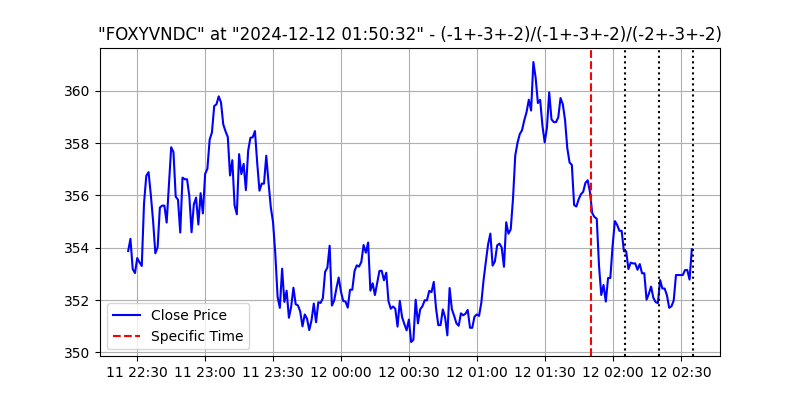 "FOXYVNDC" at "2024-12-12 01:50:32" - (-1+-3+-2)/(-1+-3+-2)/(-2+-3+-2)
360
358
356
354
352
350
Close Price
Specific Time
11 22:30 11 23:00 11 23:30 12 00:00 12 00:30 12 01:00 12 01:30 12 02:00 12 02:30